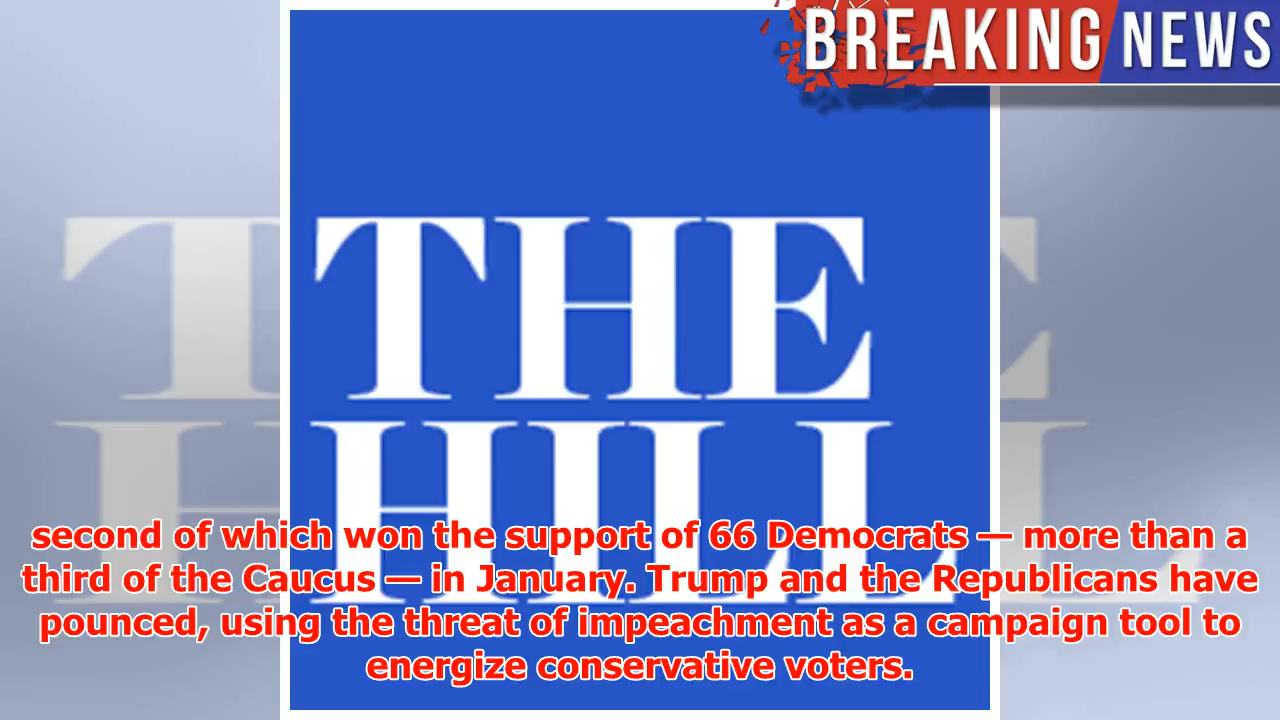 BREAKING NEWS
THE
HILL
second of which won the support of 66 Democrats — more than a
third of the Caucus — in January. Trump and the Republicans have
pounced, using the threat of impeachment as a campaign tool to
energize conservative voters.